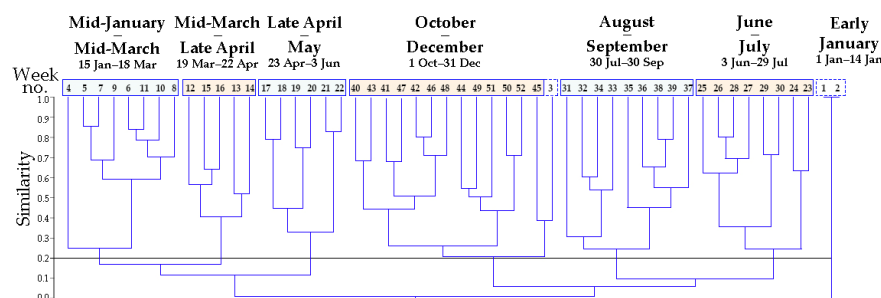 Mid-January
–
Mid-March
15 Jan–18 Mar
Mid-March
–
Late April
19 Mar–22 Apr
Late April
–
May
23 Apr–3 Jun
October
–
December
1 Oct–31 Dec
August
–
September
30 Jul–30 Sep
June
–
July
3 Jun–29 Jul
Early
January
1 Jan–14 Jan
Week
no.
4 5 7 9 6 11 10 8
12 15 16 13 14
17 18 19 20 21 22
40 43 41 47 42 46 48 44 49 51 50 52 45 3
31 32 34 33 35 36 38 39 37
25 26 28 27 29 30 24 23
1 2
Similarity
1.0
0.9
0.8
0.7
0.6
0.5
0.4
0.3
0.2
0.1
0.0